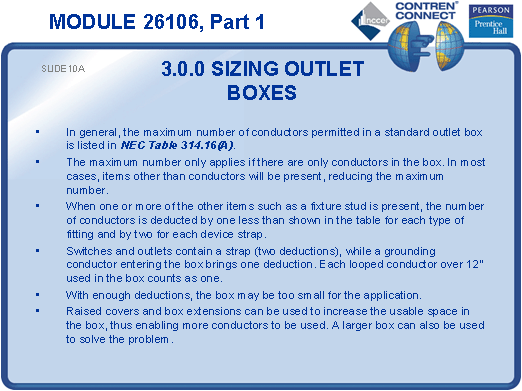 MODULE 26106, Part 1
nccer
CONTREN®
CONNECT
PEARSON
Prentice
Hall
SLIDE 10A
3.0.0 SIZING OUTLET
BOXES
• In general, the maximum number of conductors permitted in a standard outlet box
is listed in NEC Table 314.16(A).
• The maximum number only applies if there are only conductors in the box. In most
cases, items other than conductors will be present, reducing the maximum
number.
• When one or more of the other items such as a fixture stud is present, the number
of conductors is deducted by one less than shown in the table for each type of
fitting and by two for each device strap.
• Switches and outlets contain a strap (two deductions), while a grounding
conductor entering the box brings one deduction. Each looped conductor over 12"
used in the box counts as one.
• With enough deductions, the box may be too small for the application.
• Raised covers and box extensions can be used to increase the usable space in
the box, thus enabling more conductors to be used. A larger box can also be used
to solve the problem.